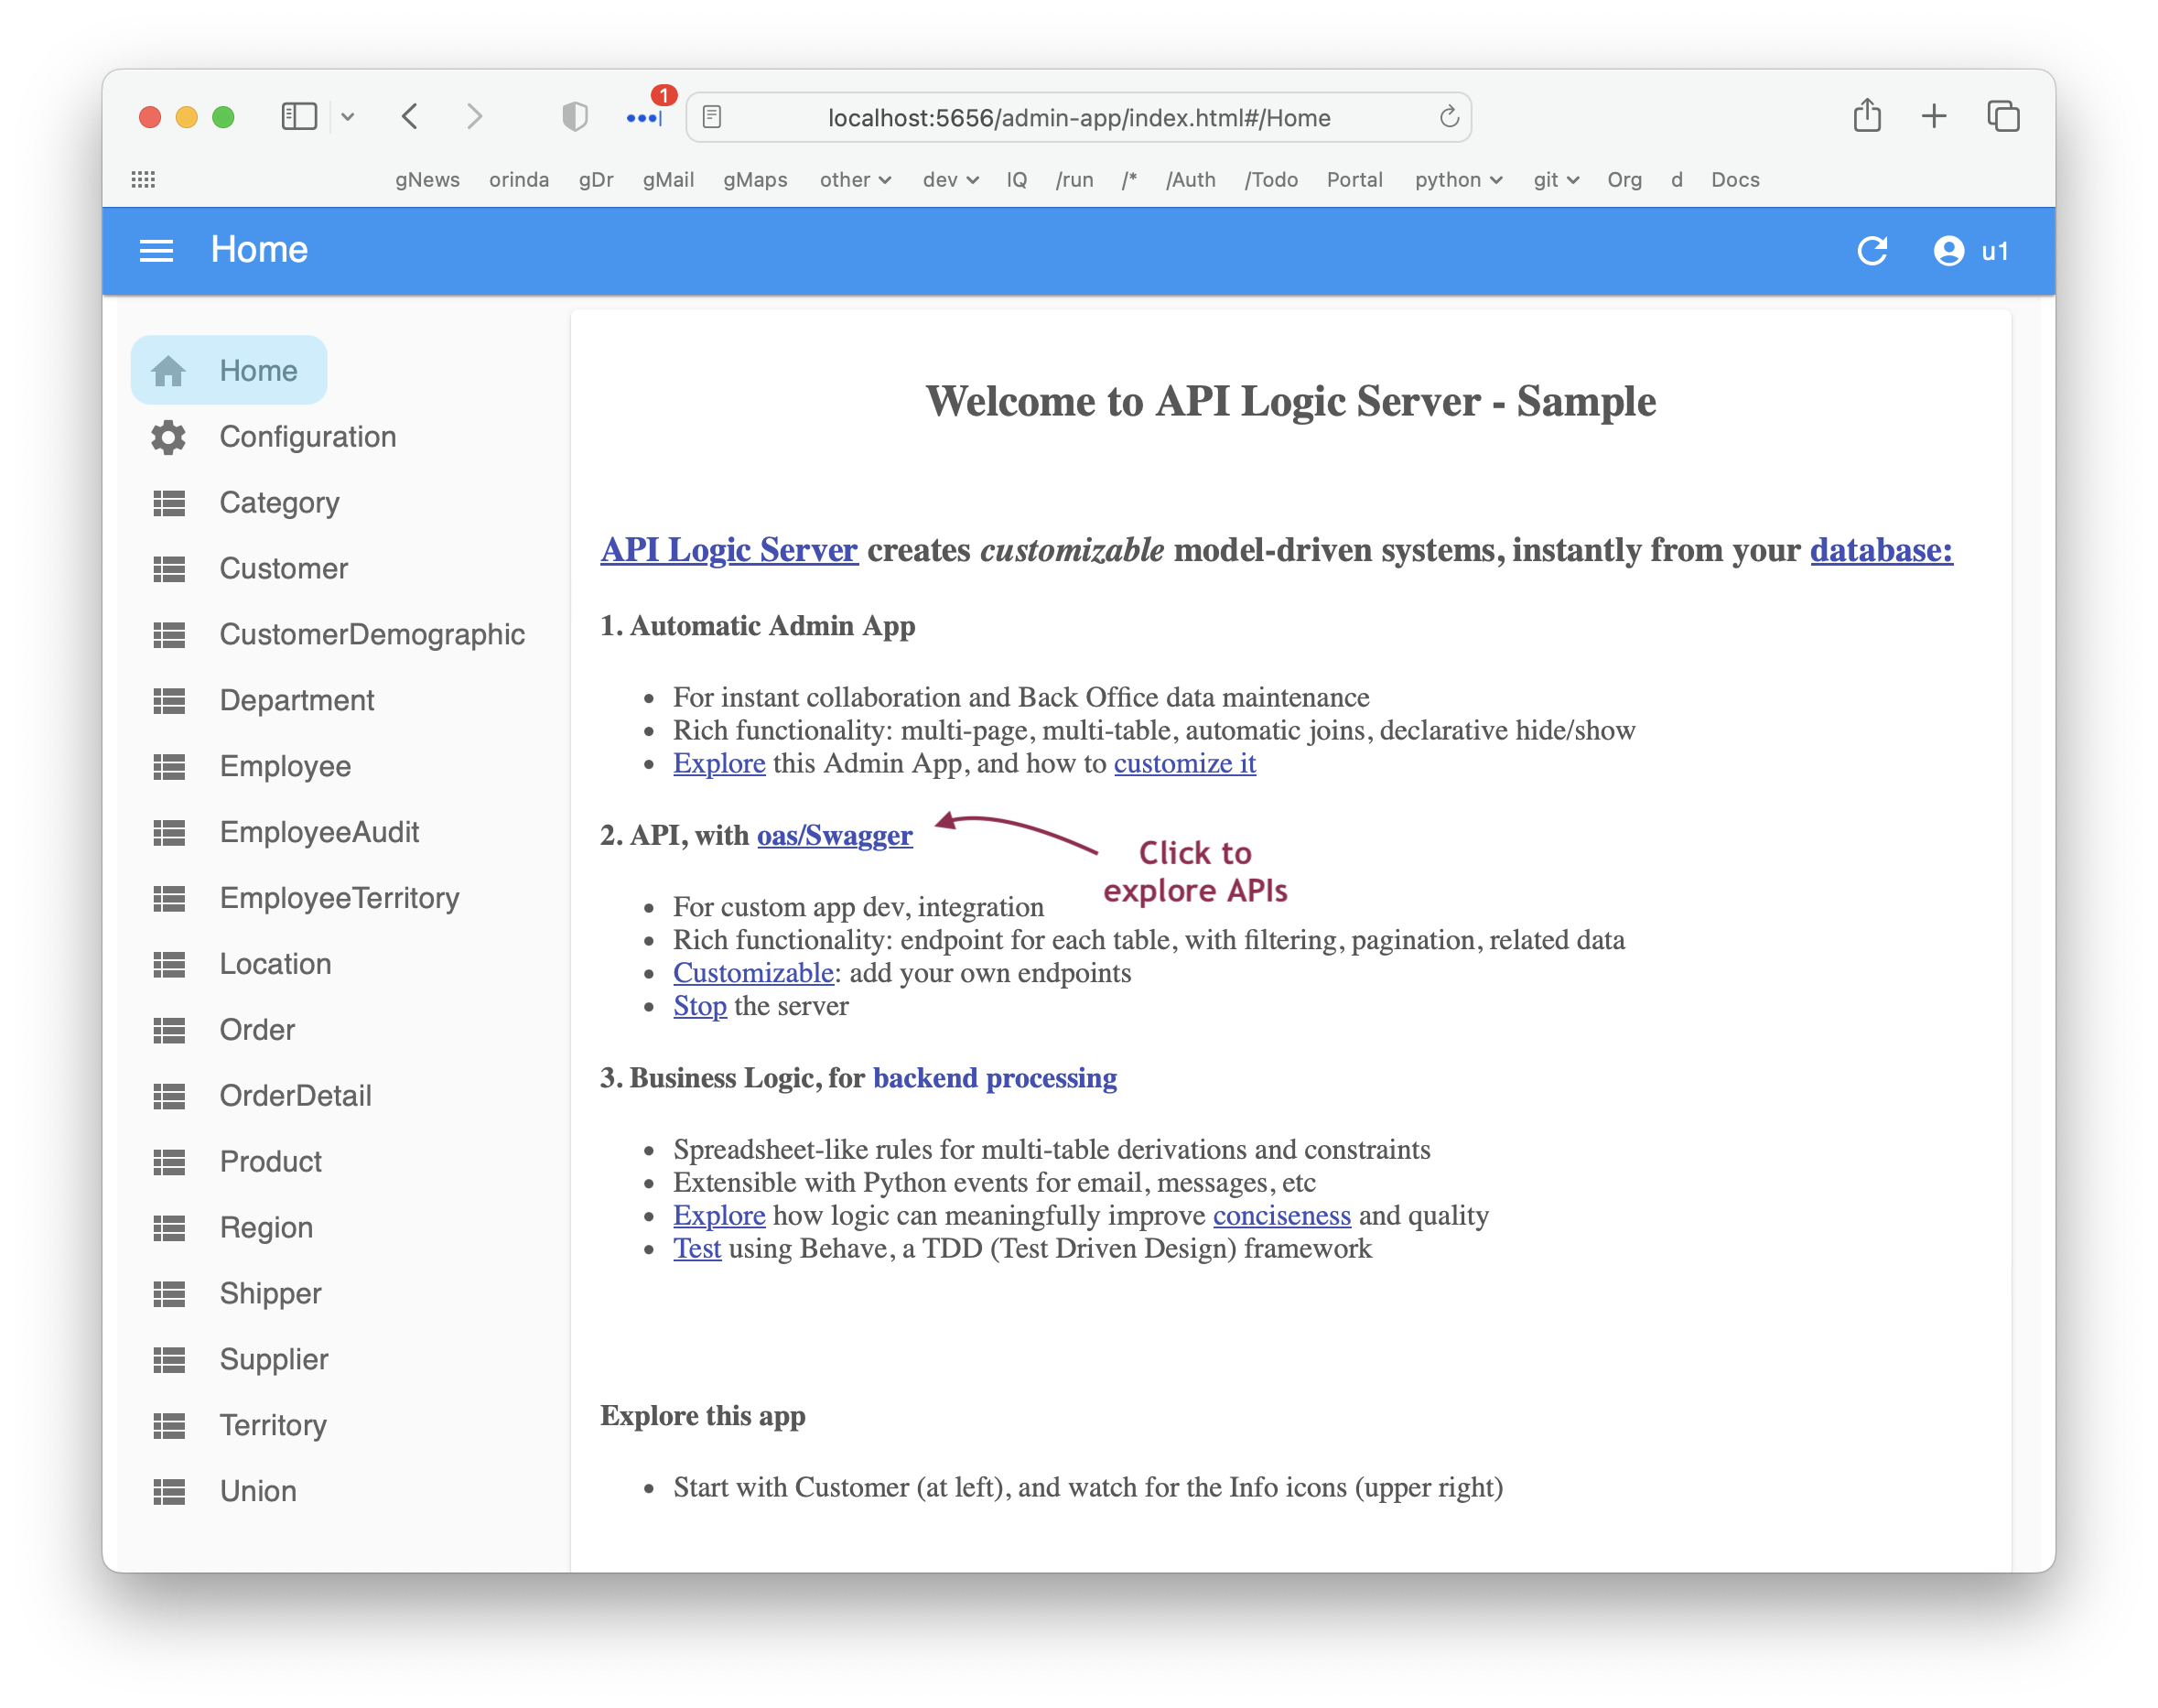 1
localhost:5656/admin-app/index.html#/Home
gNews orinda gDr gMail gMaps other dev IQ /run /* /Auth /Todo Portal python git Org d Docs
Home
u1
Home
Configuration
Category
Customer
CustomerDemographic
Department
Employee
EmployeeAudit
EmployeeTerritory
Location
Order
OrderDetail
Product
Region
Shipper
Supplier
Territory
Union
Welcome to API Logic Server - Sample
API Logic Server creates customizable model-driven systems, instantly from your database:
1. Automatic Admin App
• For instant collaboration and Back Office data maintenance
• Rich functionality: multi-page, multi-table, automatic joins, declarative hide/show
• Explore this Admin App, and how to customize it
2. API, with oas/Swagger
Click to
explore APIs
• For custom app dev, integration
• Rich functionality: endpoint for each table, with filtering, pagination, related data
• Customizable: add your own endpoints
• Stop the server
3. Business Logic, for backend processing
• Spreadsheet-like rules for multi-table derivations and constraints
• Extensible with Python events for email, messages, etc
• Explore how logic can meaningfully improve conciseness and quality
• Test using Behave, a TDD (Test Driven Design) framework
Explore this app
• Start with Customer (at left), and watch for the Info icons (upper right)